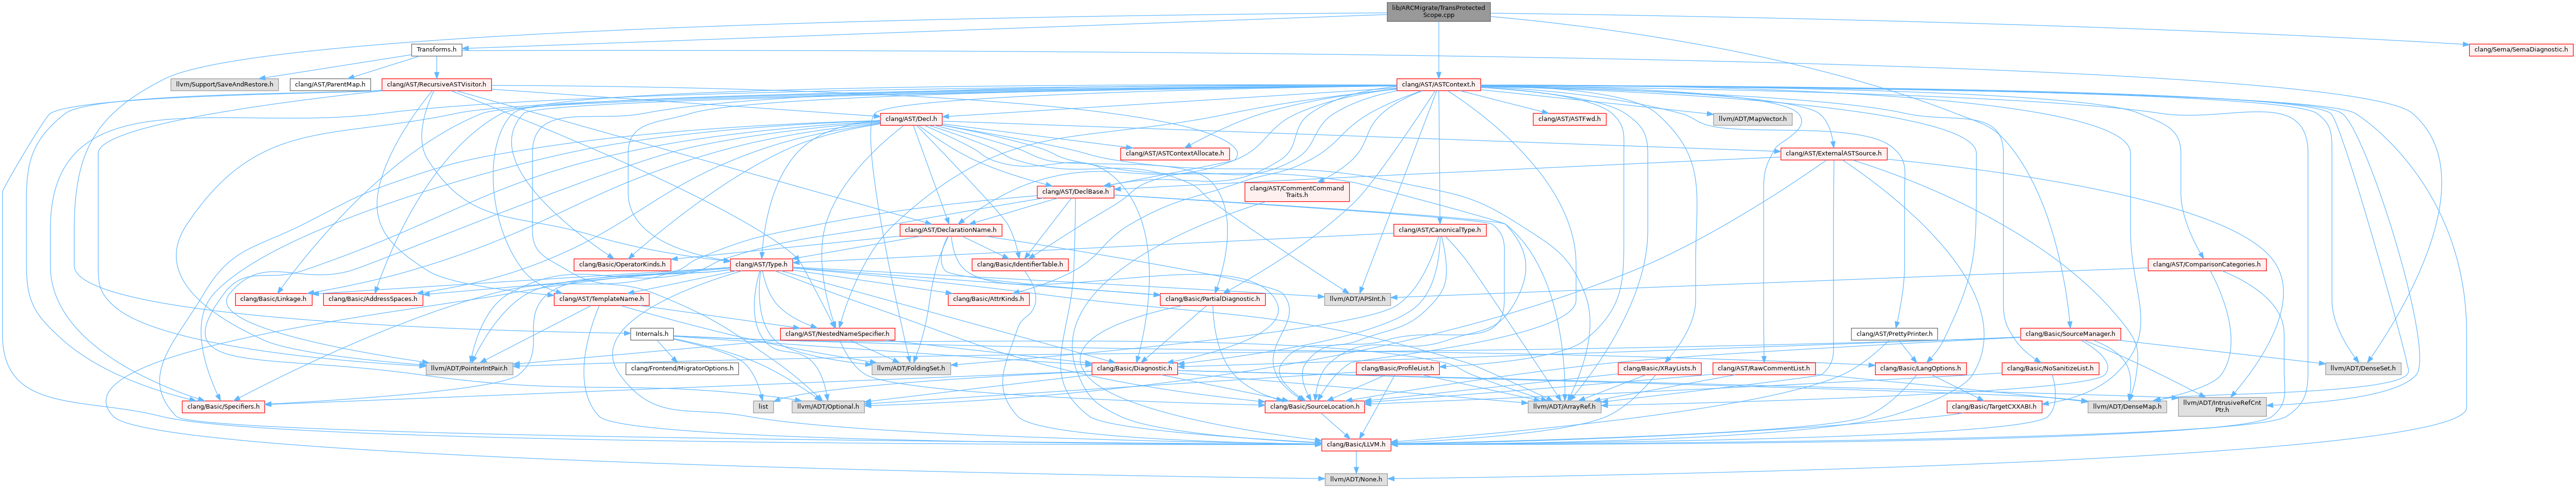 lib/ARCMigrate/TransProtected
Scope.cpp
Transforms.h
clang/Sema/SemaDiagnostic.h
llvm/Support/SaveAndRestore.h
clang/AST/ParentMap.h
clang/AST/RecursiveASTVisitor.h
clang/AST/ASTContext.h
clang/AST/Decl.h
clang/AST/ASTFwd.h
llvm/ADT/MapVector.h
clang/AST/ASTContextAllocate.h
clang/AST/ExternalASTSource.h
clang/AST/DeclBase.h
clang/AST/CommentCommand
Traits.h
clang/AST/DeclarationName.h
clang/AST/CanonicalType.h
clang/Basic/OperatorKinds.h
clang/AST/Type.h
clang/Basic/IdentifierTable.h
clang/AST/ComparisonCategories.h
clang/Basic/Linkage.h
clang/Basic/AddressSpaces.h
clang/AST/TemplateName.h
clang/Basic/AttrKinds.h
clang/Basic/PartialDiagnostic.h
llvm/ADT/APSInt.h
Internals.h
clang/AST/NestedNameSpecifier.h
clang/AST/PrettyPrinter.h
clang/Basic/SourceManager.h
llvm/ADT/PointerIntPair.h
clang/Frontend/MigratorOptions.h
llvm/ADT/FoldingSet.h
clang/Basic/Diagnostic.h
clang/Basic/ProfileList.h
clang/Basic/XRayLists.h
clang/AST/RawCommentList.h
clang/Basic/LangOptions.h
clang/Basic/NoSanitizeList.h
llvm/ADT/DenseSet.h
clang/Basic/Specifiers.h
list
llvm/ADT/Optional.h
clang/Basic/SourceLocation.h
llvm/ADT/ArrayRef.h
clang/Basic/TargetCXXABI.h
llvm/ADT/DenseMap.h
llvm/ADT/IntrusiveRefCnt
Ptr.h
clang/Basic/LLVM.h
llvm/ADT/None.h